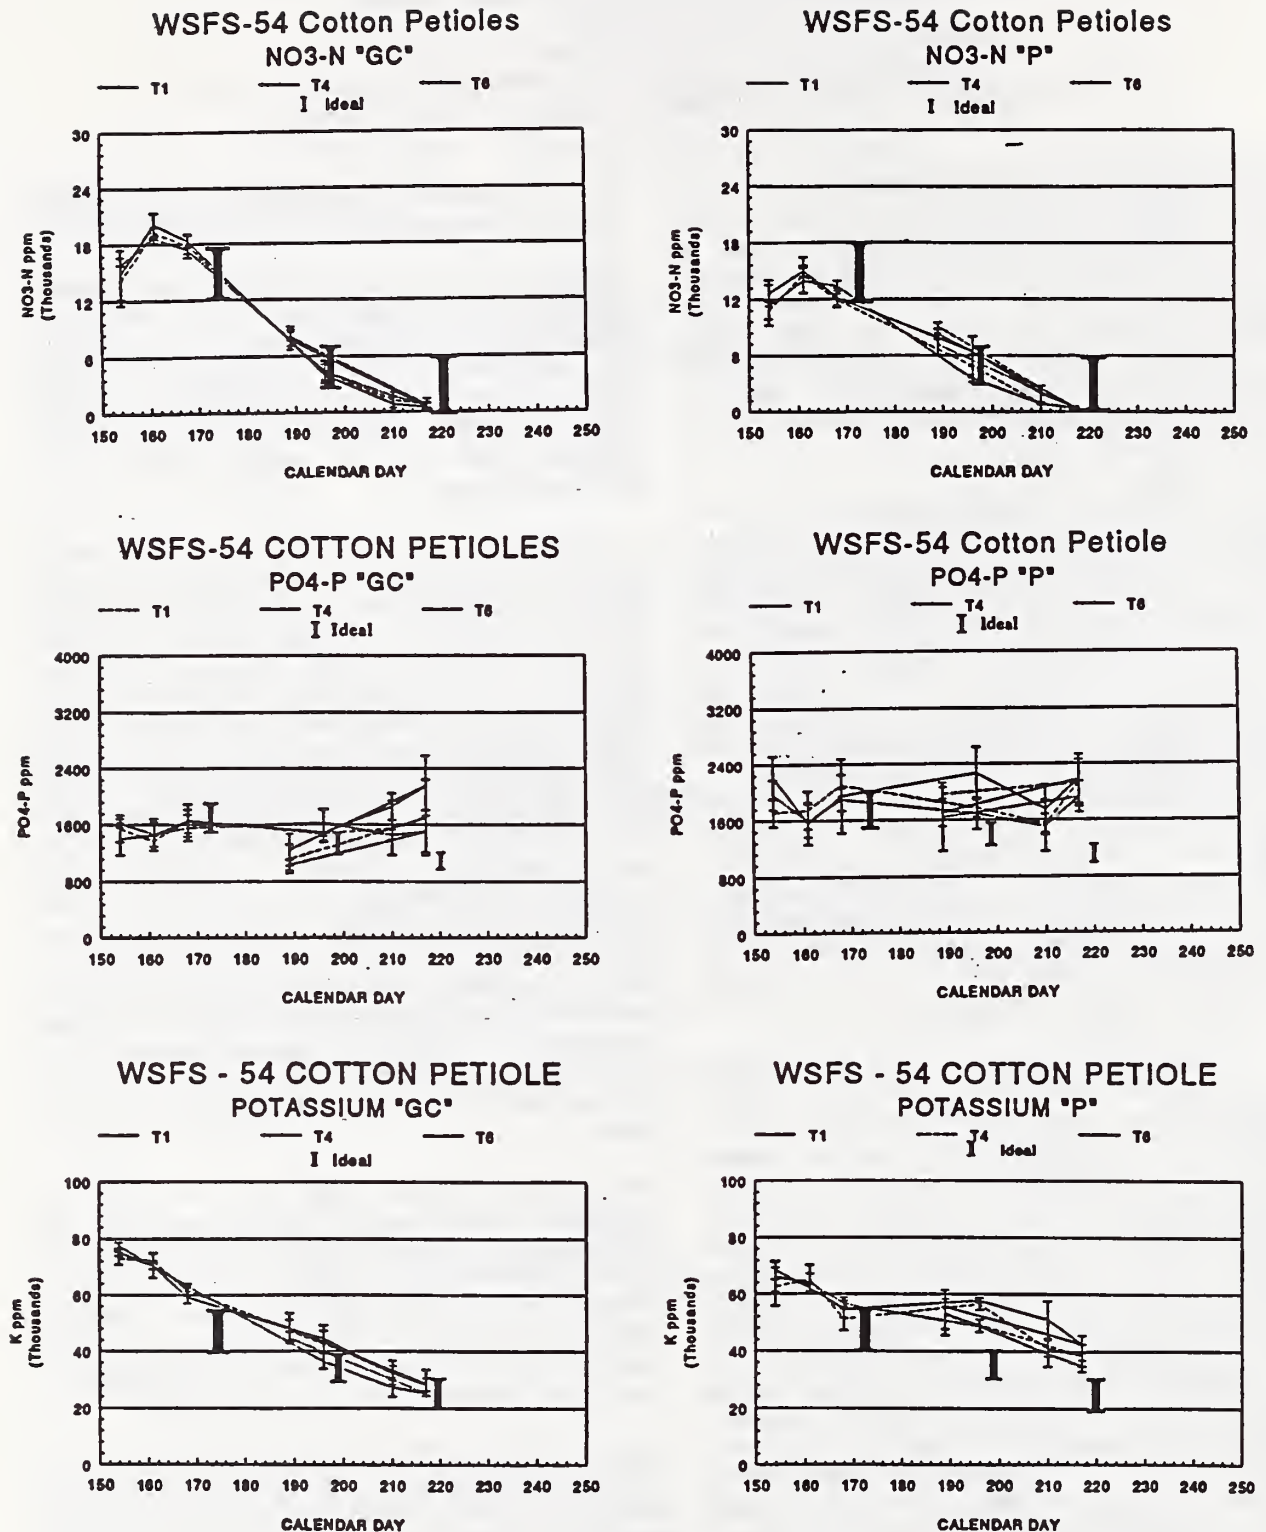 WSFS-54 Cotton Petioles
NO3-N "GC"
T1 T4 T6
I Ideal
30
24
18
12
6
0
NO3-N ppm
(Thousands)
150 160 170 180 190 200 210 220 230 240 250
CALENDAR DAY
WSFS-54 Cotton Petioles
NO3-N "P"
T1 T4 T6
I Ideal
30
24
18
12
6
0
NO3-N ppm
(Thousands)
150 160 170 180 190 200 210 220 230 240 250
CALENDAR DAY
WSFS-54 COTTON PETIOLES
PO4-P "GC"
T1 T4 T6
I Ideal
4000
3200
2400
1600
800
0
PO4-P ppm
150 160 170 180 190 200 210 220 230 240 250
CALENDAR DAY
WSFS-54 Cotton Petiole
PO4-P "P"
T1 T4 T6
I Ideal
4000
3200
2400
1600
800
0
PO4-P ppm
150 160 170 180 190 200 210 220 230 240 250
CALENDAR DAY
WSFS - 54 COTTON PETIOLE
POTASSIUM "GC"
T1 T4 T6
I Ideal
100
80
60
40
20
0
K ppm
(Thousands)
150 160 170 180 190 200 210 220 230 240 250
CALENDAR DAY
WSFS - 54 COTTON PETIOLE
POTASSIUM "P"
T1 T4 T6
I Ideal
100
80
60
40
20
0
K ppm
(Thousands)
150 160 170 180 190 200 210 220 230 240 250
CALENDAR DAY